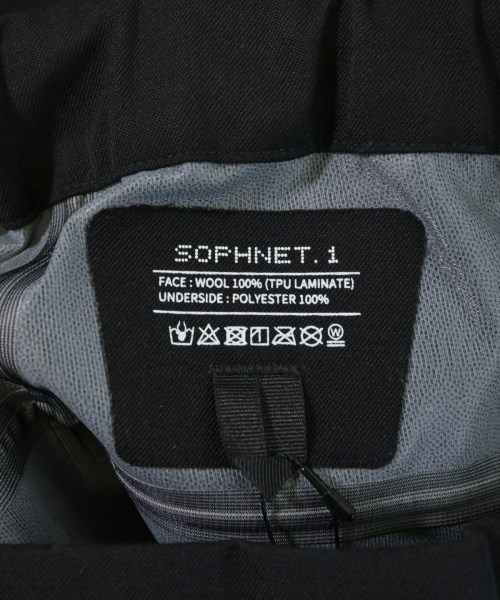 SOPHNET. 1
FACE : WOOL 100% (TPU LAMINATE)
UNDERSIDE : POLYESTER 100%
W